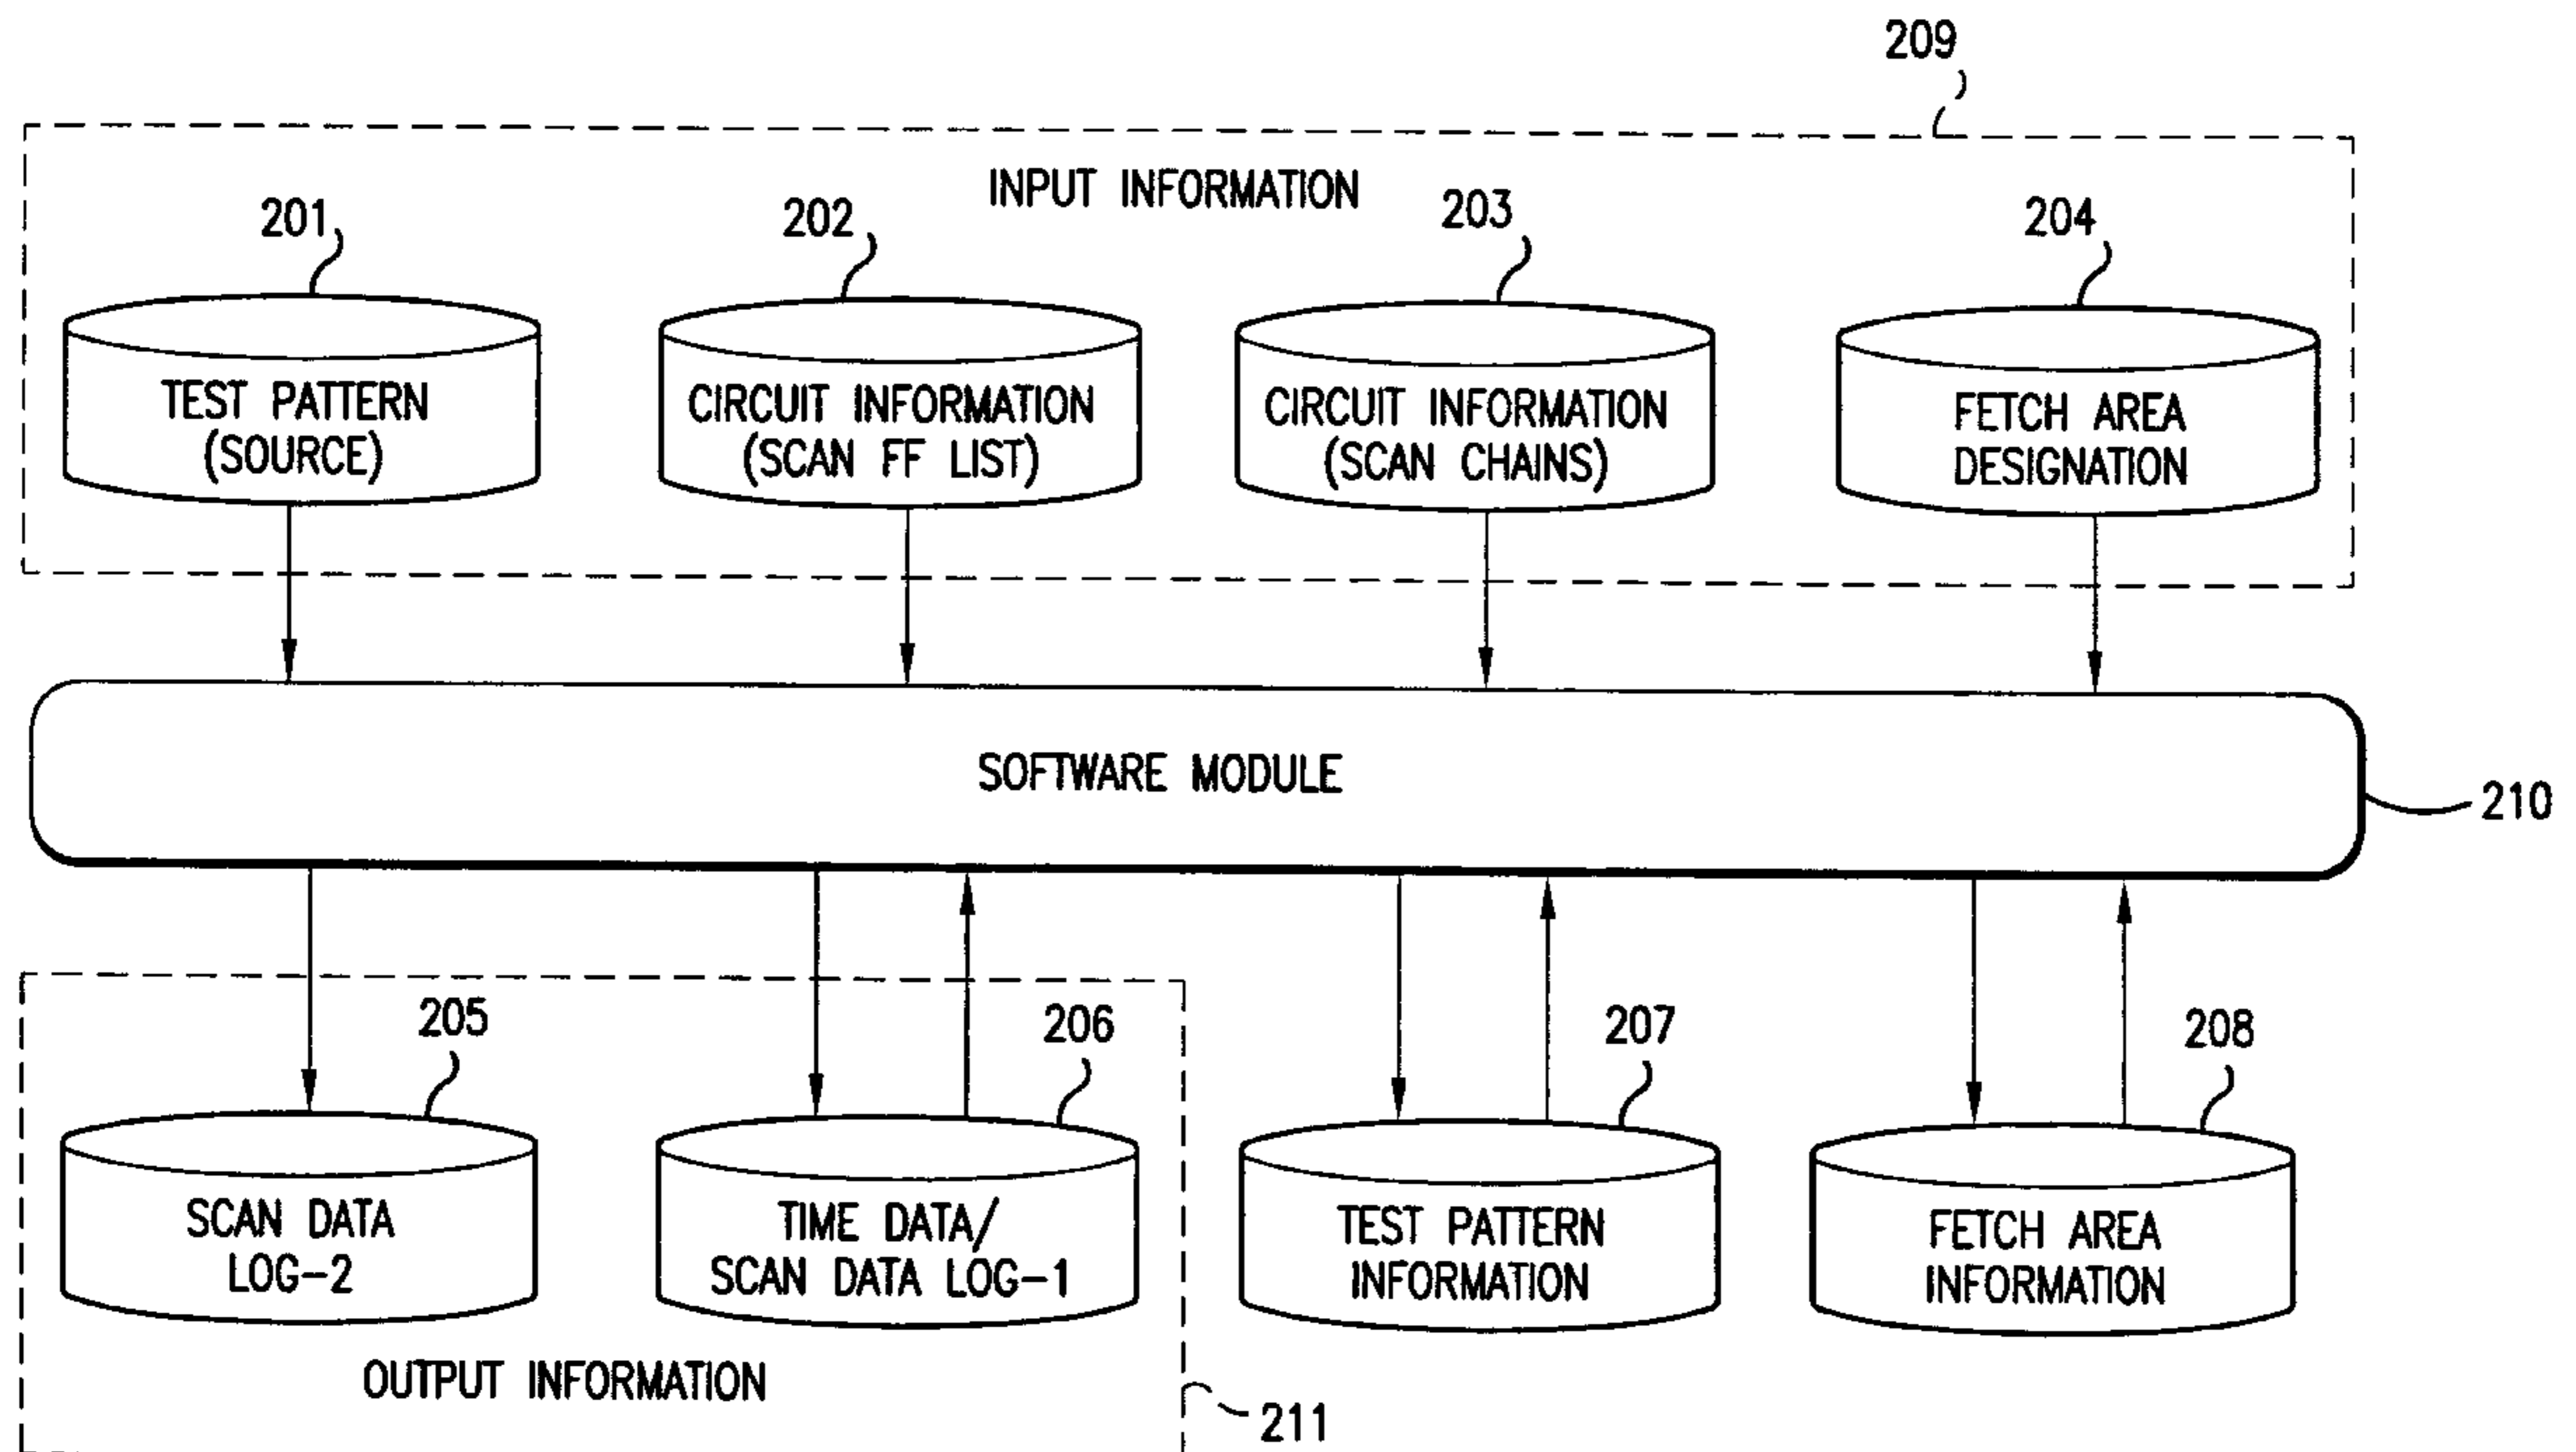 209
INPUT INFORMATION
201
202
203
204
TEST PATTERN
(SOURCE)
CIRCUIT INFORMATION
(SCAN FF LIST)
CIRCUIT INFORMATION
(SCAN CHAINS)
FETCH AREA
DESIGNATION
SOFTWARE MODULE
210
205
206
207
208
SCAN DATA
LOG-2
TIME DATA/
SCAN DATA LOG-1
TEST PATTERN
INFORMATION
FETCH AREA
INFORMATION
OUTPUT INFORMATION
211